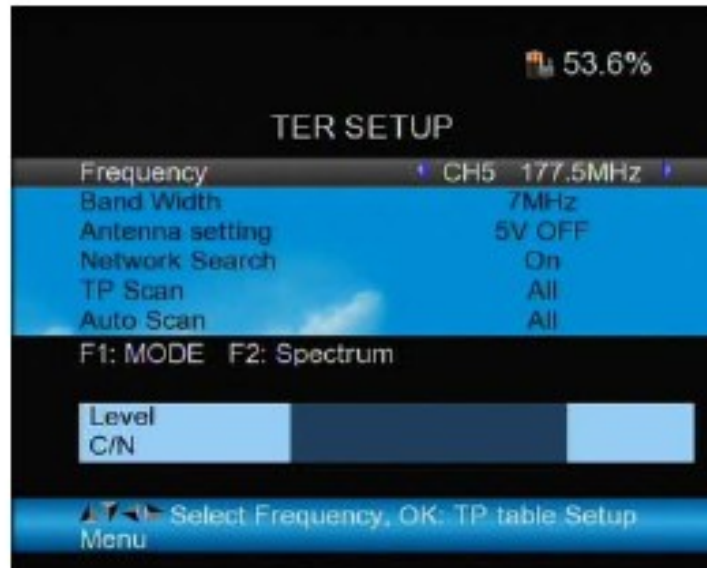 53.6%
TER SETUP
Frequency CH5 177.5MHz
Band Width 7MHz
Antenna setting 5V OFF
Network Search On
TP Scan All
Auto Scan All
F1: MODE F2: Spectrum
Level
C/N
Select Frequency, OK: TP table Setup
Menu